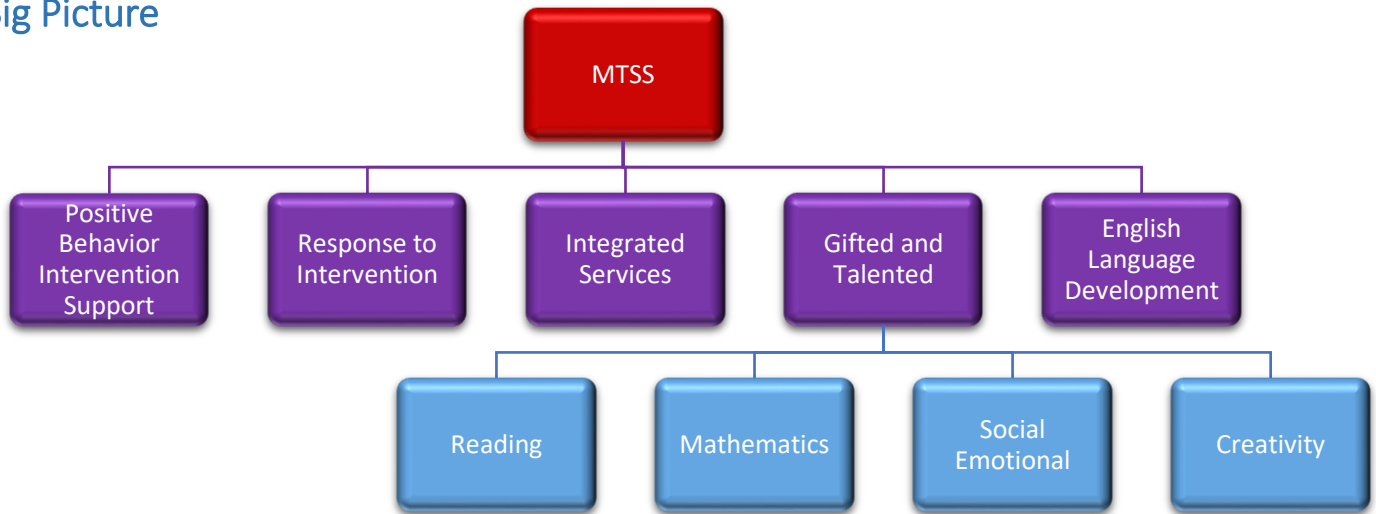 ig Picture
MTSS
Positive
Behavior
Intervention
Support
Response to
Intervention
Integrated
Services
Gifted and
Talented
English
Language
Development
Reading
Mathematics
Social
Emotional
Creativity